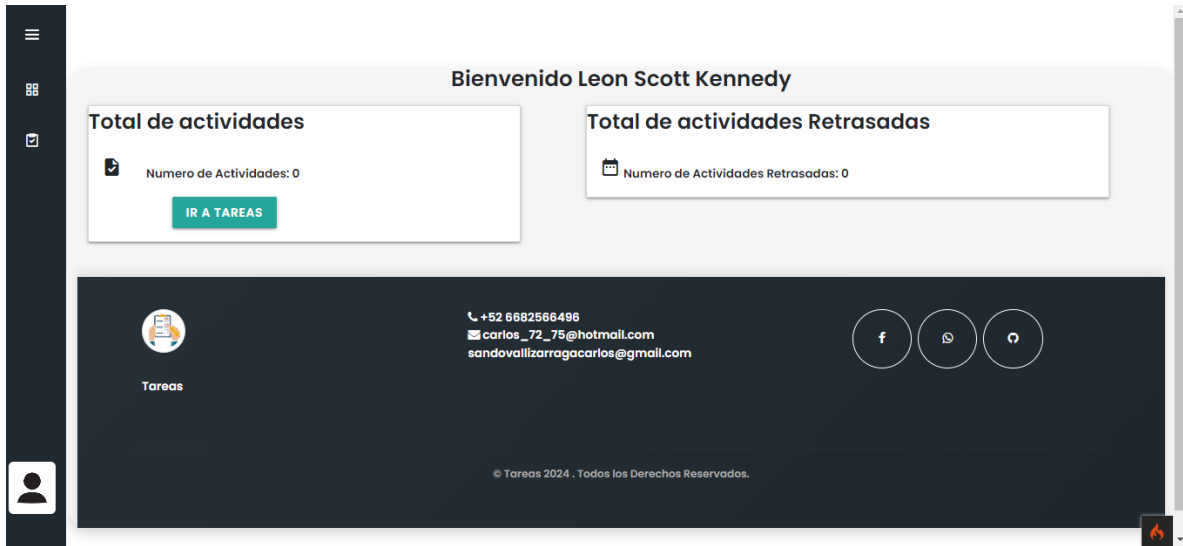 Bienvenido Leon Scott Kennedy
Total de actividades
Numero de Actividades: 0
IR A TAREAS
Total de actividades Retrasadas
Numero de Actividades Retrasadas: 0
Tareas
+52 6682566496
carlos_72_75@hotmail.com
sandovallizarragacarlos@gmail.com
© Tareas 2024 . Todos los Derechos Reservados.